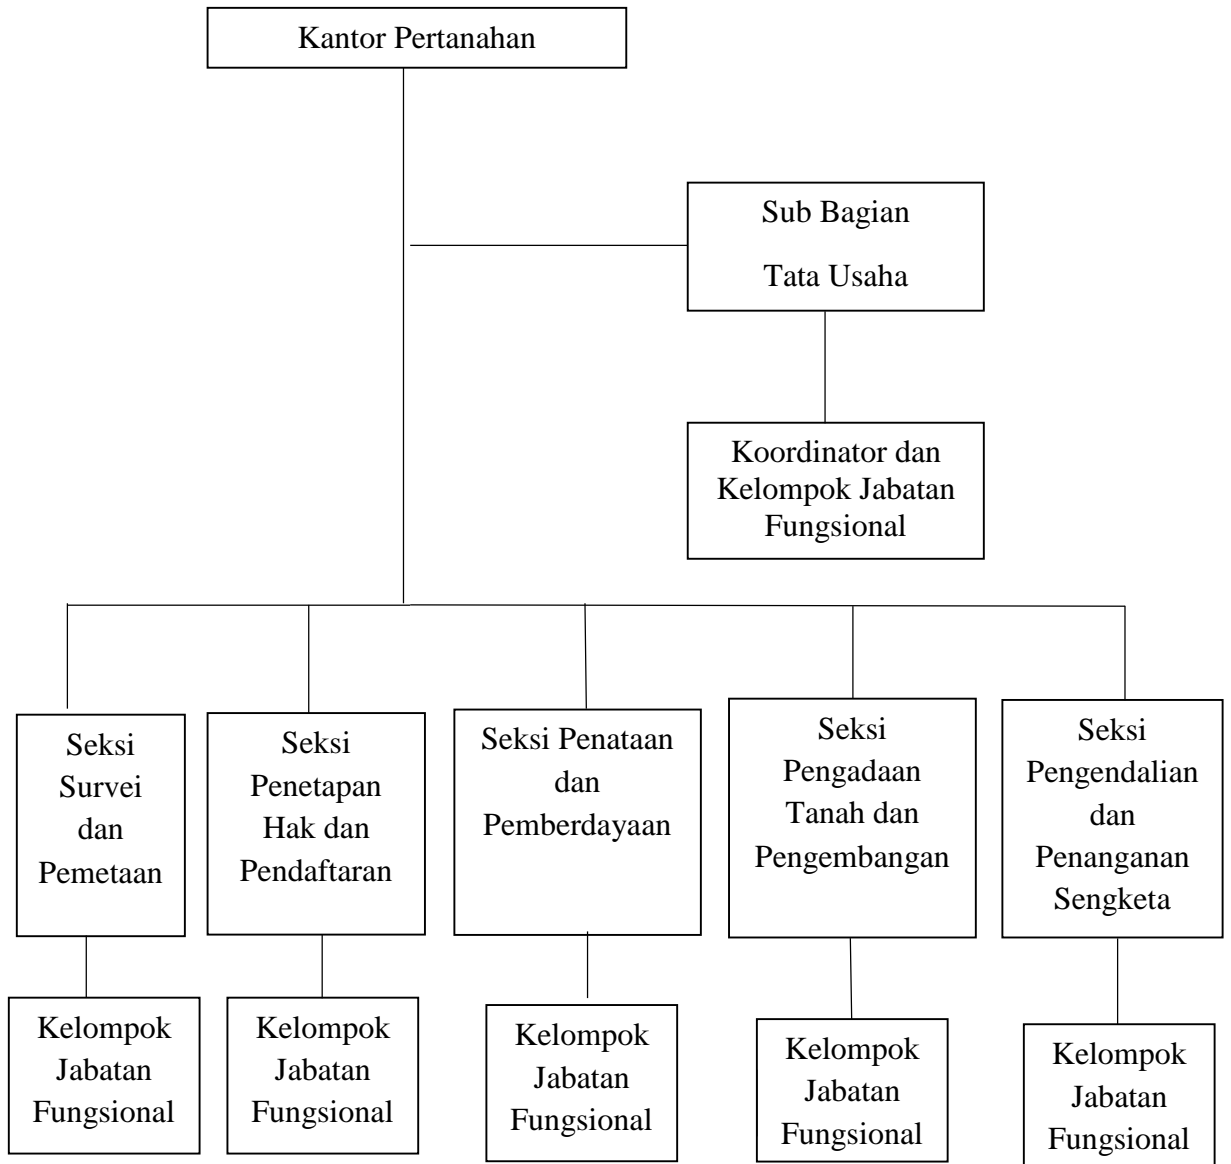 Kantor Pertanahan
Sub Bagian
Tata Usaha
Koordinator dan
Kelompok Jabatan
Fungsional
Seksi
Survei
dan
Pemetaan
Seksi
Penetapan
Hak dan
Pendaftaran
Seksi Penataan
dan
Pemberdayaan
Seksi
Pengadaan
Tanah dan
Pengembangan
Seksi
Pengendalian
dan
Penanganan
Sengketa
Kelompok
Jabatan
Fungsional
Kelompok
Jabatan
Fungsional
Kelompok
Jabatan
Fungsional
Kelompok
Jabatan
Fungsional
Kelompok
Jabatan
Fungsional